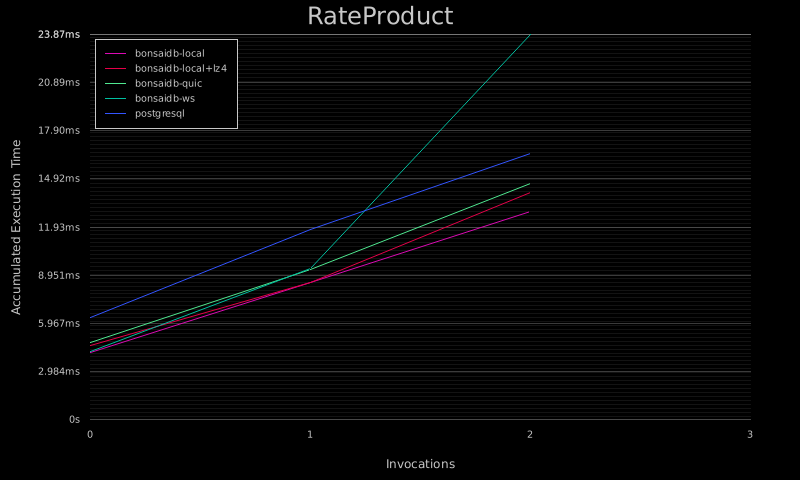 RateProduct
23.87ms
20.89ms
17.90ms
14.92ms
11.93ms
8.951ms
5.967ms
2.984ms
0s
bonsaidb-local
bonsaidb-local+lz4
bonsaidb-quic
bonsaidb-ws
postgresql
Accumulated Execution Time
0 1 2 3
Invocations